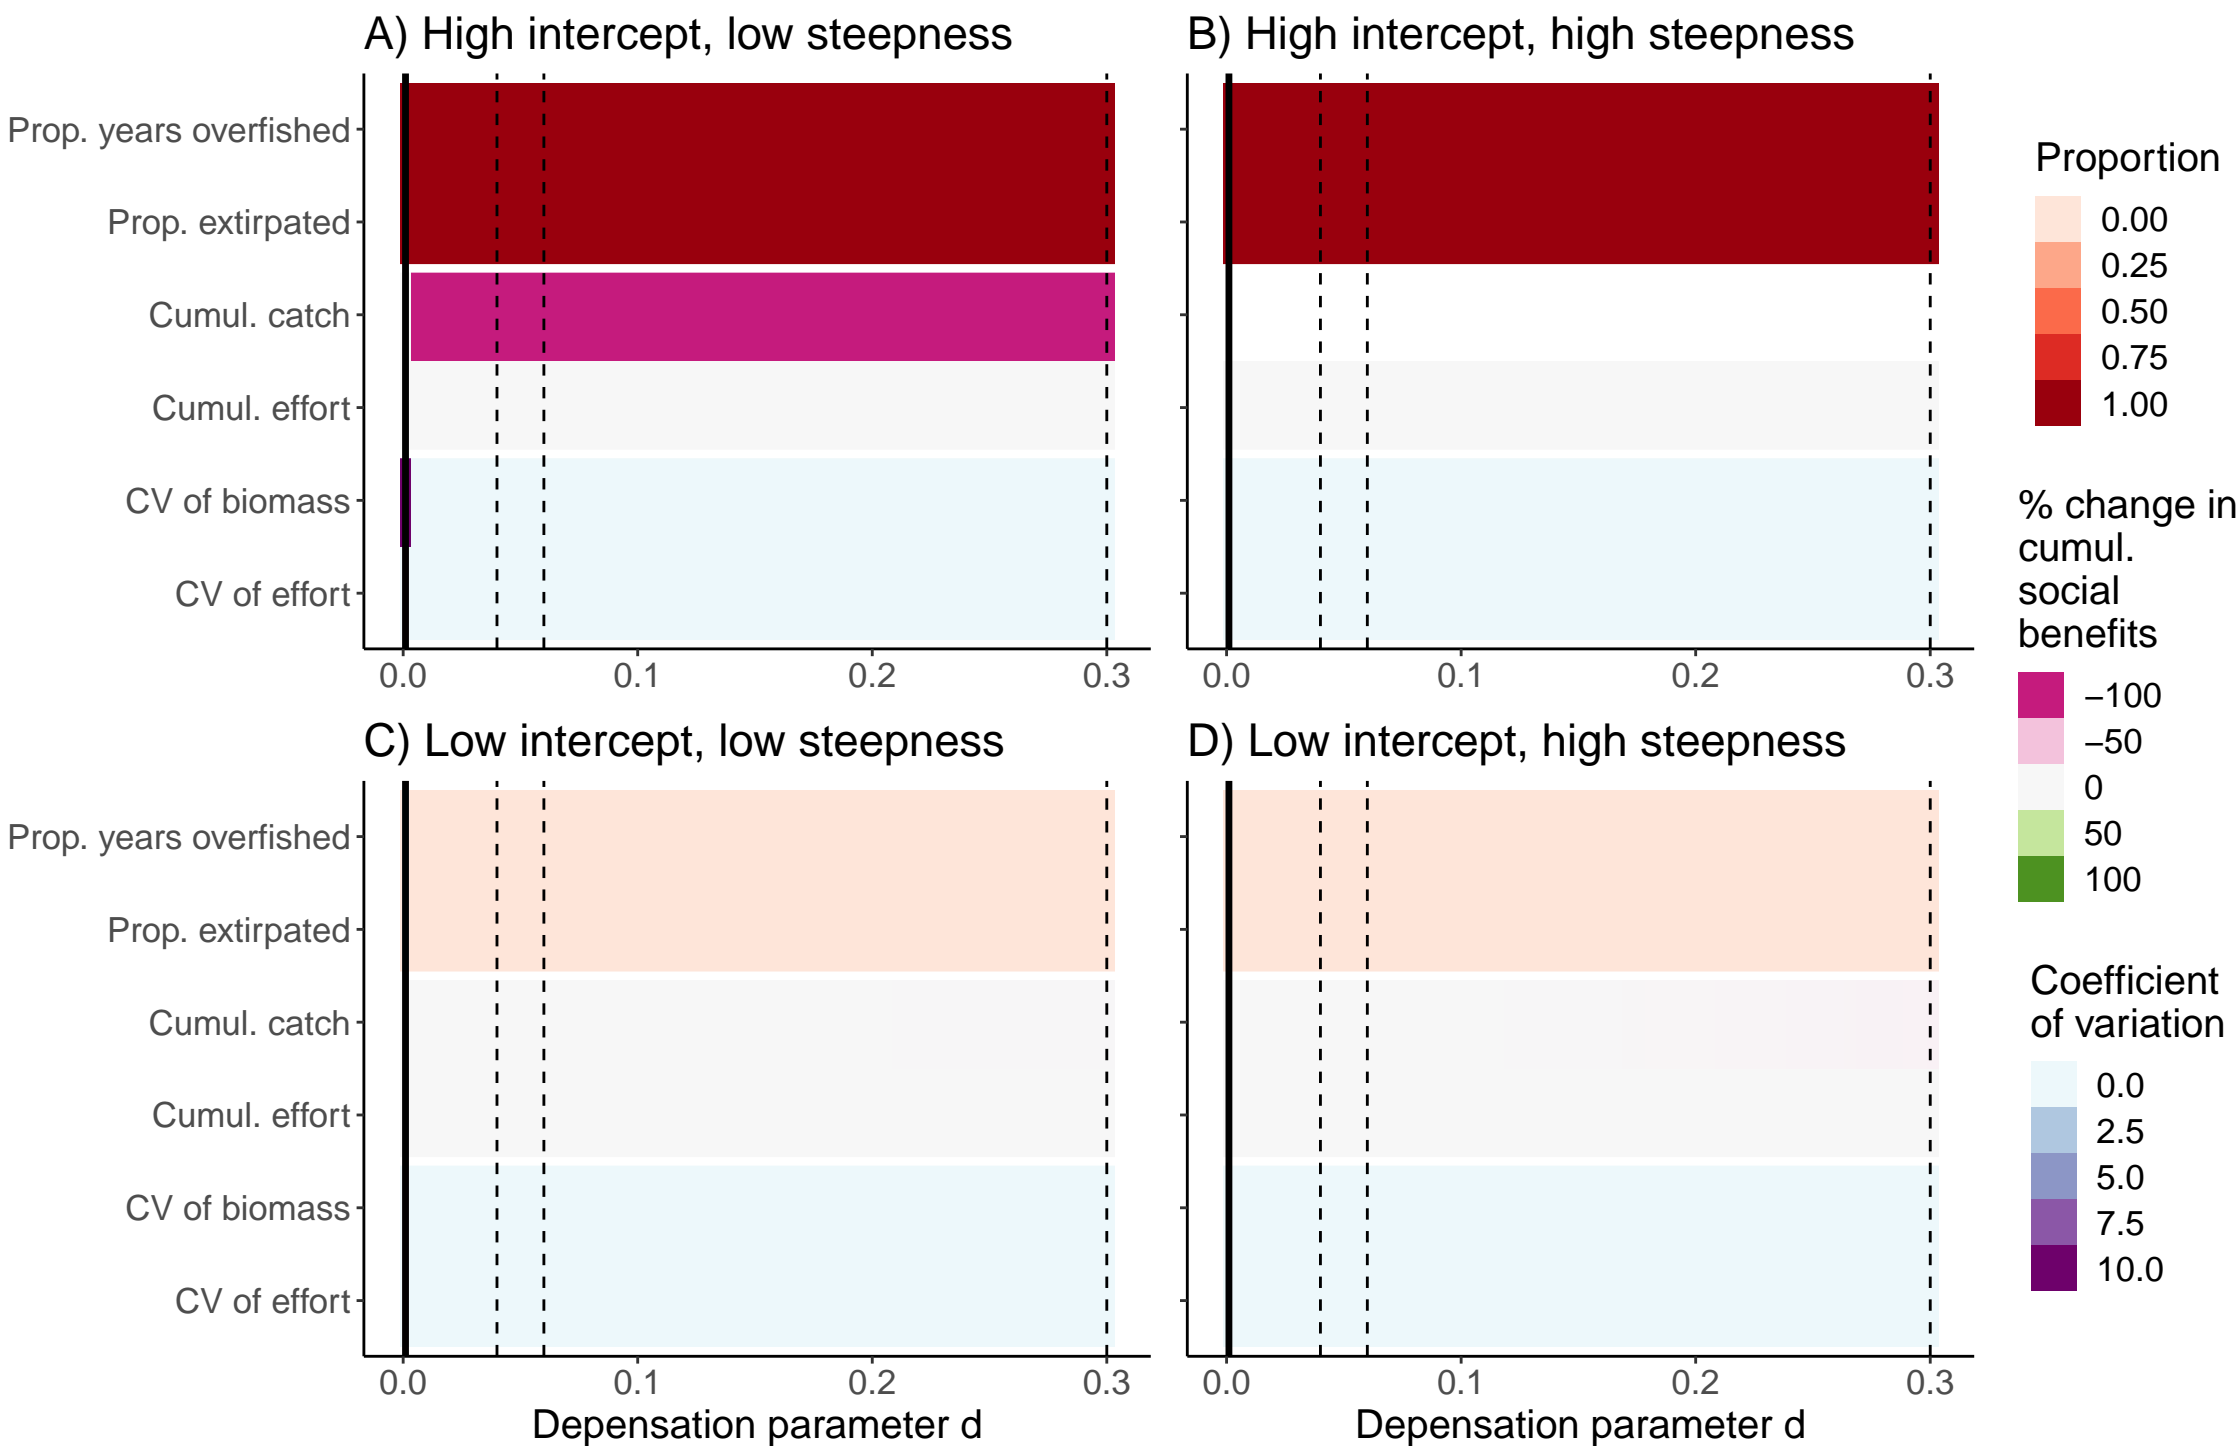 A) High intercept, low steepness
Prop. years overfished
Prop. extirpated
Cumul. catch
Cumul. effort
CV of biomass
CV of effort
0.0 0.1 0.2 0.3
B) High intercept, high steepness
0.0 0.1 0.2 0.3
C) Low intercept, low steepness
Prop. years overfished
Prop. extirpated
Cumul. catch
Cumul. effort
CV of biomass
CV of effort
0.0 0.1 0.2 0.3
Depensation parameter d
D) Low intercept, high steepness
0.0 0.1 0.2 0.3
Depensation parameter d
Proportion
0.00
0.25
0.50
0.75
1.00
% change in
cumul.
social
benefits
−100
−50
0
50
100
Coefficient
of variation
0.0
2.5
5.0
7.5
10.0